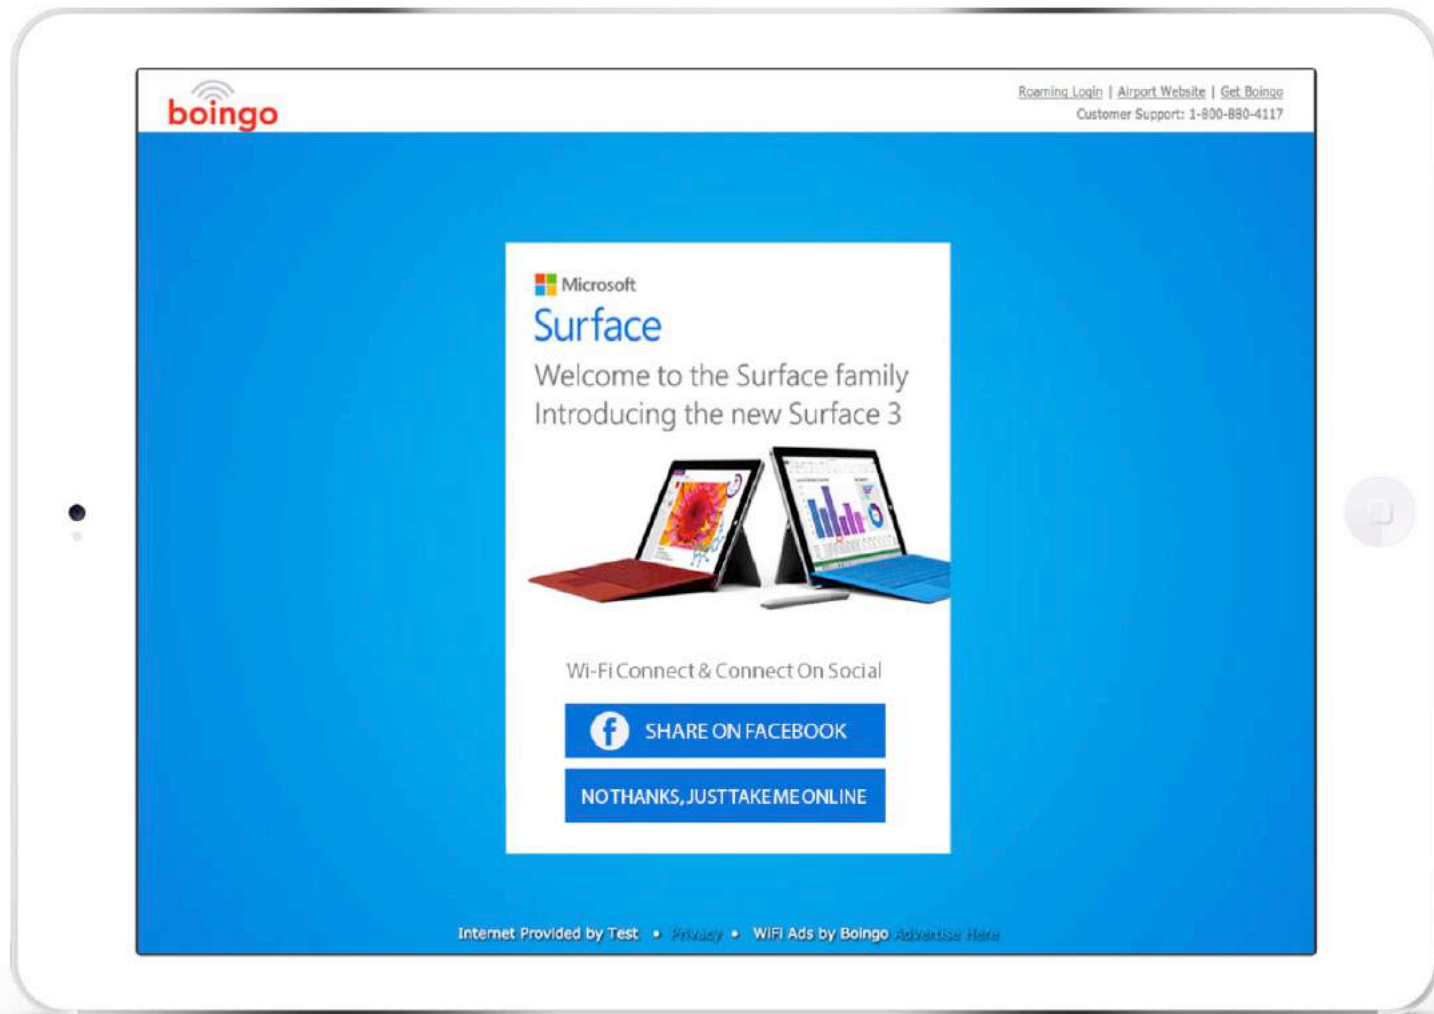 boingo
Roaming Login | Airport Website | Get Boingo
Customer Support: 1-800-880-4117
Microsoft
Surface
Welcome to the Surface family
Introducing the new Surface 3
Wi-Fi Connect & Connect On Social
f SHARE ON FACEBOOK
NO THANKS, JUST TAKE ME ONLINE
Internet Provided by Test • Privacy • WiFi Ads by Boingo Advertise Here